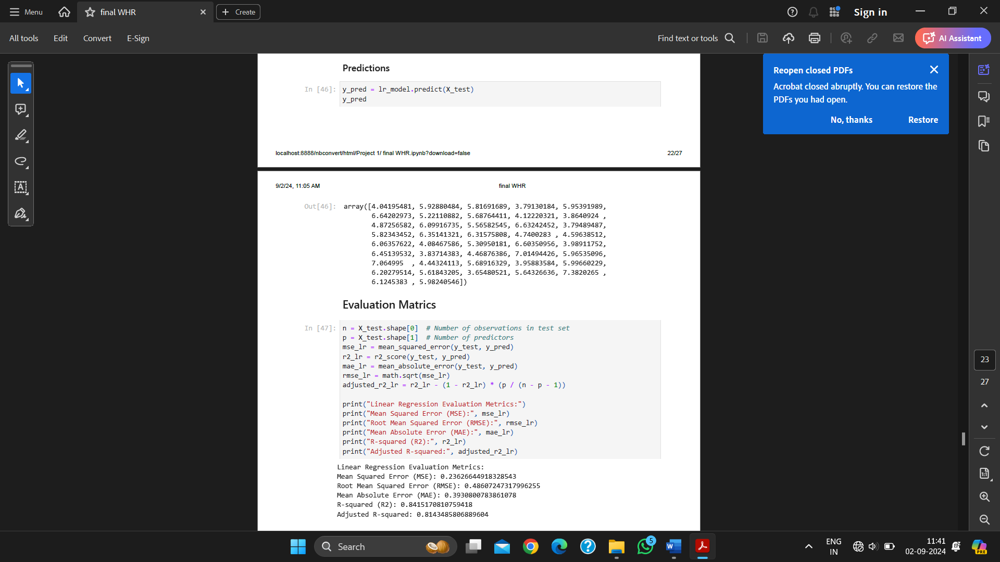 Menu
final WHR
Create
Sign in
All tools
Edit
Convert
E-Sign
Find text or tools
AI Assistant
Reopen closed PDFs
Acrobat closed abruptly. You can restore the
PDFs you had open.
No, thanks
Restore
Predictions
In [46]:
y_pred = lr_model.predict(X_test)
y_pred
localhost:8888/nbconvert/html/Project 1/ final WHR.ipynb?download=false
22/27
9/2/24, 11:05 AM
final WHR
Out[46]:
array([4.04195481, 5.92880484, 5.81691689, 3.79130184, 5.95391989,
6.64202973, 5.22110882, 5.68764411, 4.12220321, 3.8640924 ,
4.87256582, 6.09916735, 5.56582545, 6.63242452, 3.79489487,
5.82343452, 6.35141321, 6.31575808, 4.7400283 , 4.59638512,
6.06357622, 4.08467586, 5.30950181, 6.60350956, 3.98911752,
6.45139532, 3.83714383, 4.46876386, 7.01494426, 5.96535096,
7.064995  , 4.44324113, 5.68916329, 3.95883584, 5.99660229,
6.20279514, 5.61843205, 3.65480521, 5.64326636, 7.3820265 ,
6.1245383 , 5.98240546])
Evaluation Matrics
In [47]:
n = X_test.shape[0]  # Number of observations in test set
p = X_test.shape[1]  # Number of predictors
mse_lr = mean_squared_error(y_test, y_pred)
r2_lr = r2_score(y_test, y_pred)
mae_lr = mean_absolute_error(y_test, y_pred)
rmse_lr = math.sqrt(mse_lr)
adjusted_r2_lr = r2_lr - (1 - r2_lr) * (p / (n - p - 1))
print("Linear Regression Evaluation Metrics:")
print("Mean Squared Error (MSE):", mse_lr)
print("Root Mean Squared Error (RMSE):", rmse_lr)
print("Mean Absolute Error (MAE):", mae_lr)
print("R-squared (R2):", r2_lr)
print("Adjusted R-squared:", adjusted_r2_lr)
Linear Regression Evaluation Metrics:
Mean Squared Error (MSE): 0.23626644918328543
Root Mean Squared Error (RMSE): 0.48607247317996255
Mean Absolute Error (MAE): 0.3930800783861078
R-squared (R2): 0.8415170810759418
Adjusted R-squared: 0.8143485806889604
23
27
1:1
Search
5
ENG
IN
11:41
02-09-2024
PRE